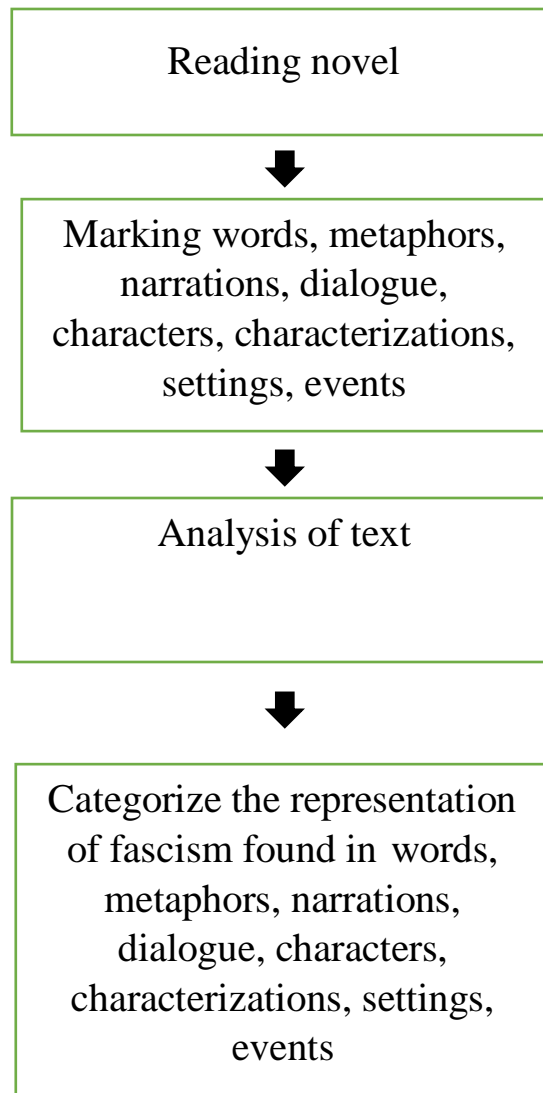 Reading novel
Marking words, metaphors,
narrations, dialogue,
characters, characterizations,
settings, events
Analysis of text
Categorize the representation
of fascism found in words,
metaphors, narrations,
dialogue, characters,
characterizations, settings,
events